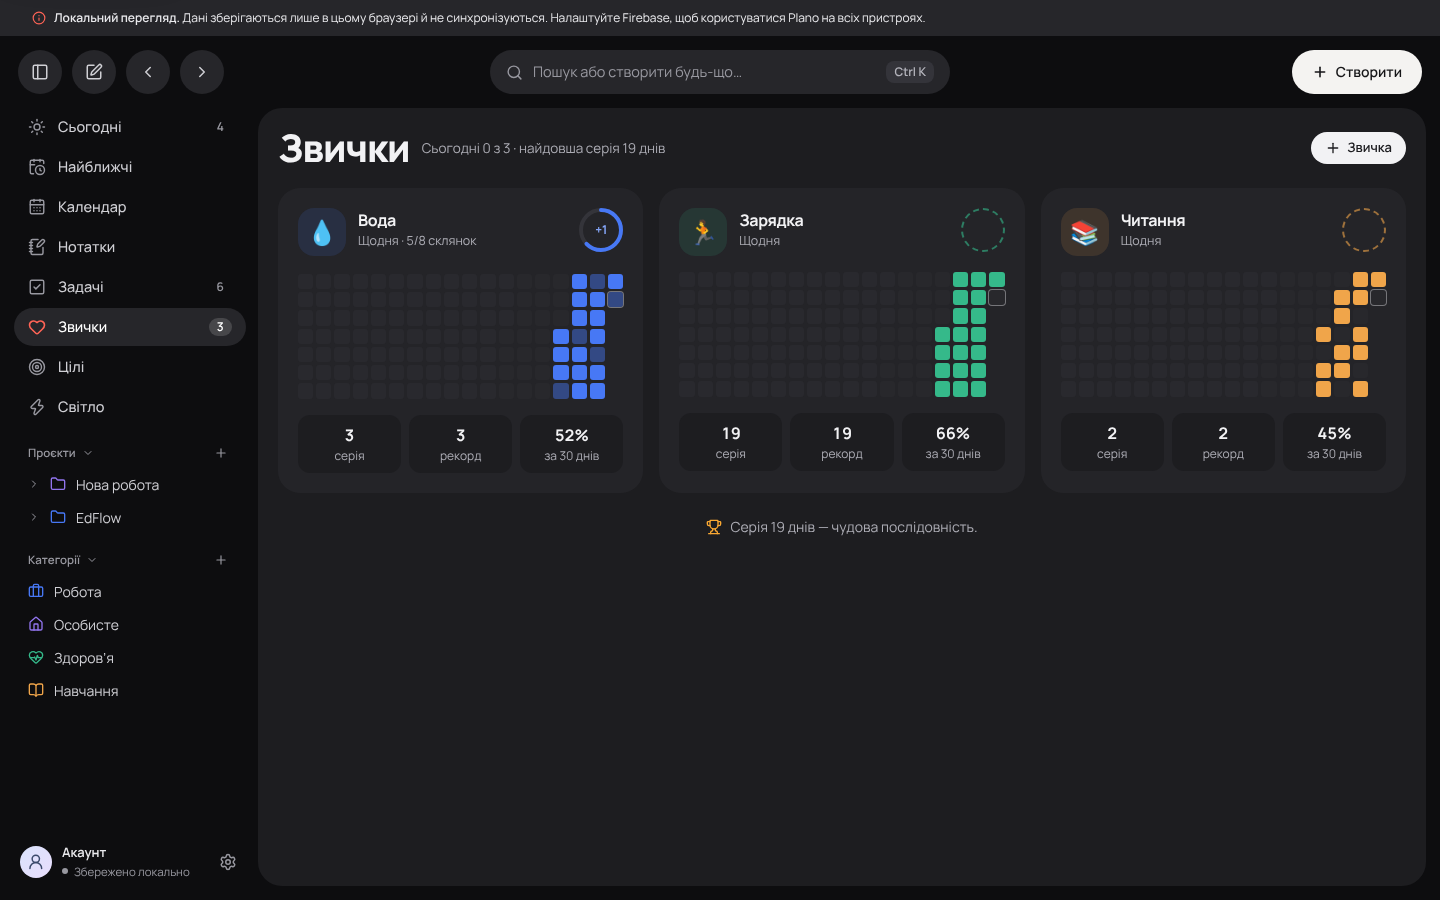 Локальний перегляд. Дані зберігаються лише в цьому браузері й не синхронізуються. Налаштуйте Firebase, щоб користуватися Plano на всіх пристроях.
Пошук або створити будь-що…
Ctrl K
Створити
Сьогодні 4
Найближчі
Календар
Нотатки
Задачі 6
Звички 3
Цілі
Світло
Проєкти
Нова робота
EdFlow
Категорії
Робота
Особисте
Здоров'я
Навчання
Акаунт
Збережено локально
Звички
Сьогодні 0 з 3 · найдовша серія 19 днів
Звичка
Вода
Щодня · 5/8 склянок
+1
3 3 52%
серія рекорд за 30 днів
Зарядка
Щодня
19 19 66%
серія рекорд за 30 днів
Читання
Щодня
2 2 45%
серія рекорд за 30 днів
Серія 19 днів — чудова послідовність.